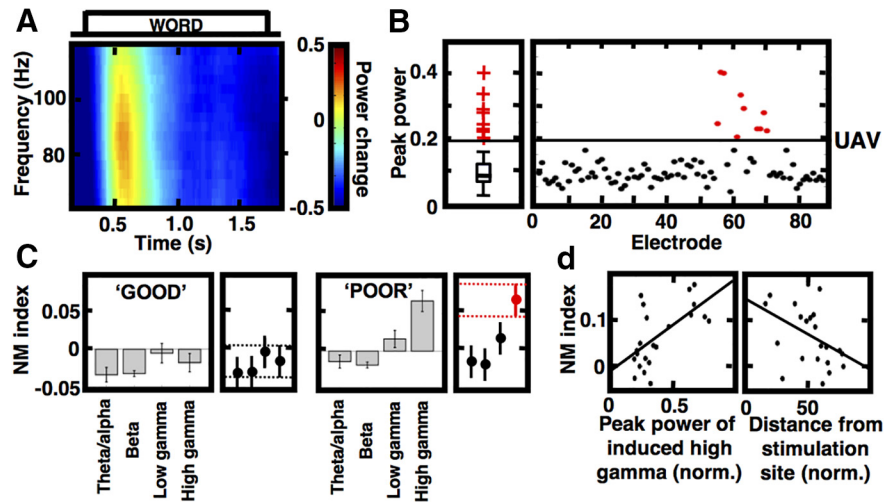 A
WORD
Frequency (Hz)
100
80
0.5 1.0 1.5
Time (s)
0.5
0
-0.5
Power change
B
Peak power
0.4
0.2
0
0 20 40 60 80
Electrode
UAV
C
NM index
0.05
0
-0.05
'GOOD'
'POOR'
Theta/alpha
Beta
Low gamma
High gamma
Theta/alpha
Beta
Low gamma
High gamma
d
NM index
0.1
0
0 0.5
Peak power of
induced high
gamma (norm.)
0 50
Distance from
stimulation
site (norm.)